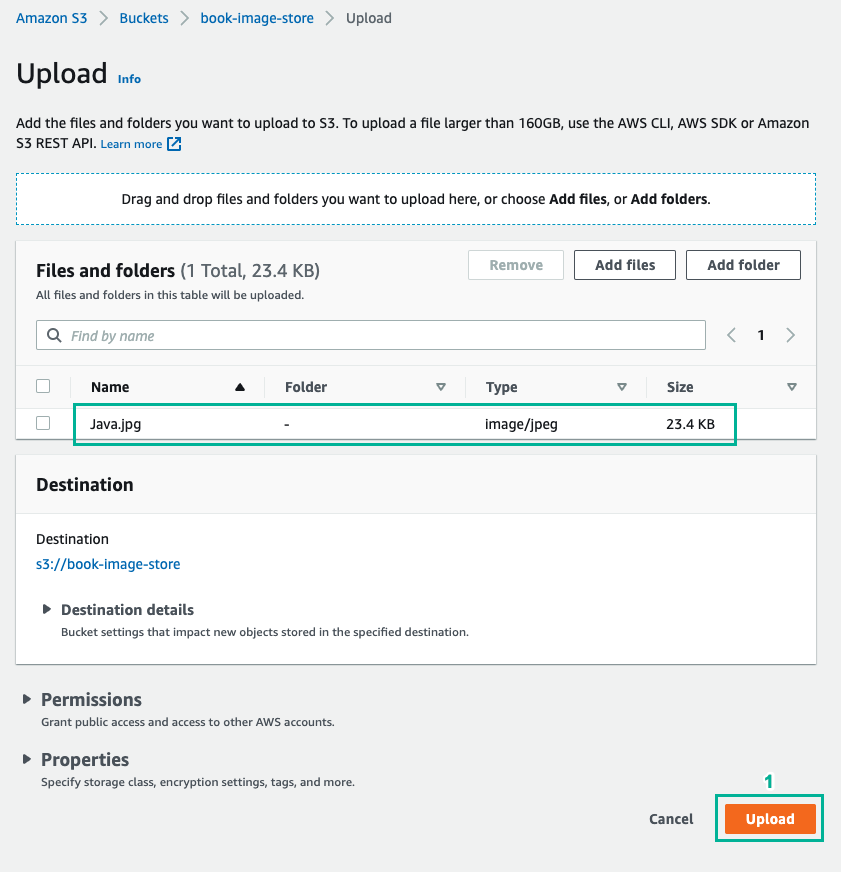 Amazon S3 > Buckets > book-image-store > Upload
Upload Info
Add the files and folders you want to upload to S3. To upload a file larger than 160GB, use the AWS CLI, AWS SDK or Amazon
S3 REST API. Learn more
Drag and drop files and folders you want to upload here, or choose Add files, or Add folders.
Files and folders (1 Total, 23.4 KB)
Remove Add files Add folder
All files and folders in this table will be uploaded.
Find by name
1
Name Folder Type Size
Java.jpg - image/jpeg 23.4 KB
Destination
Destination
s3://book-image-store
Destination details
Bucket settings that impact new objects stored in the specified destination.
Permissions
Grant public access and access to other AWS accounts.
Properties
Specify storage class, encryption settings, tags, and more.
1
Cancel Upload